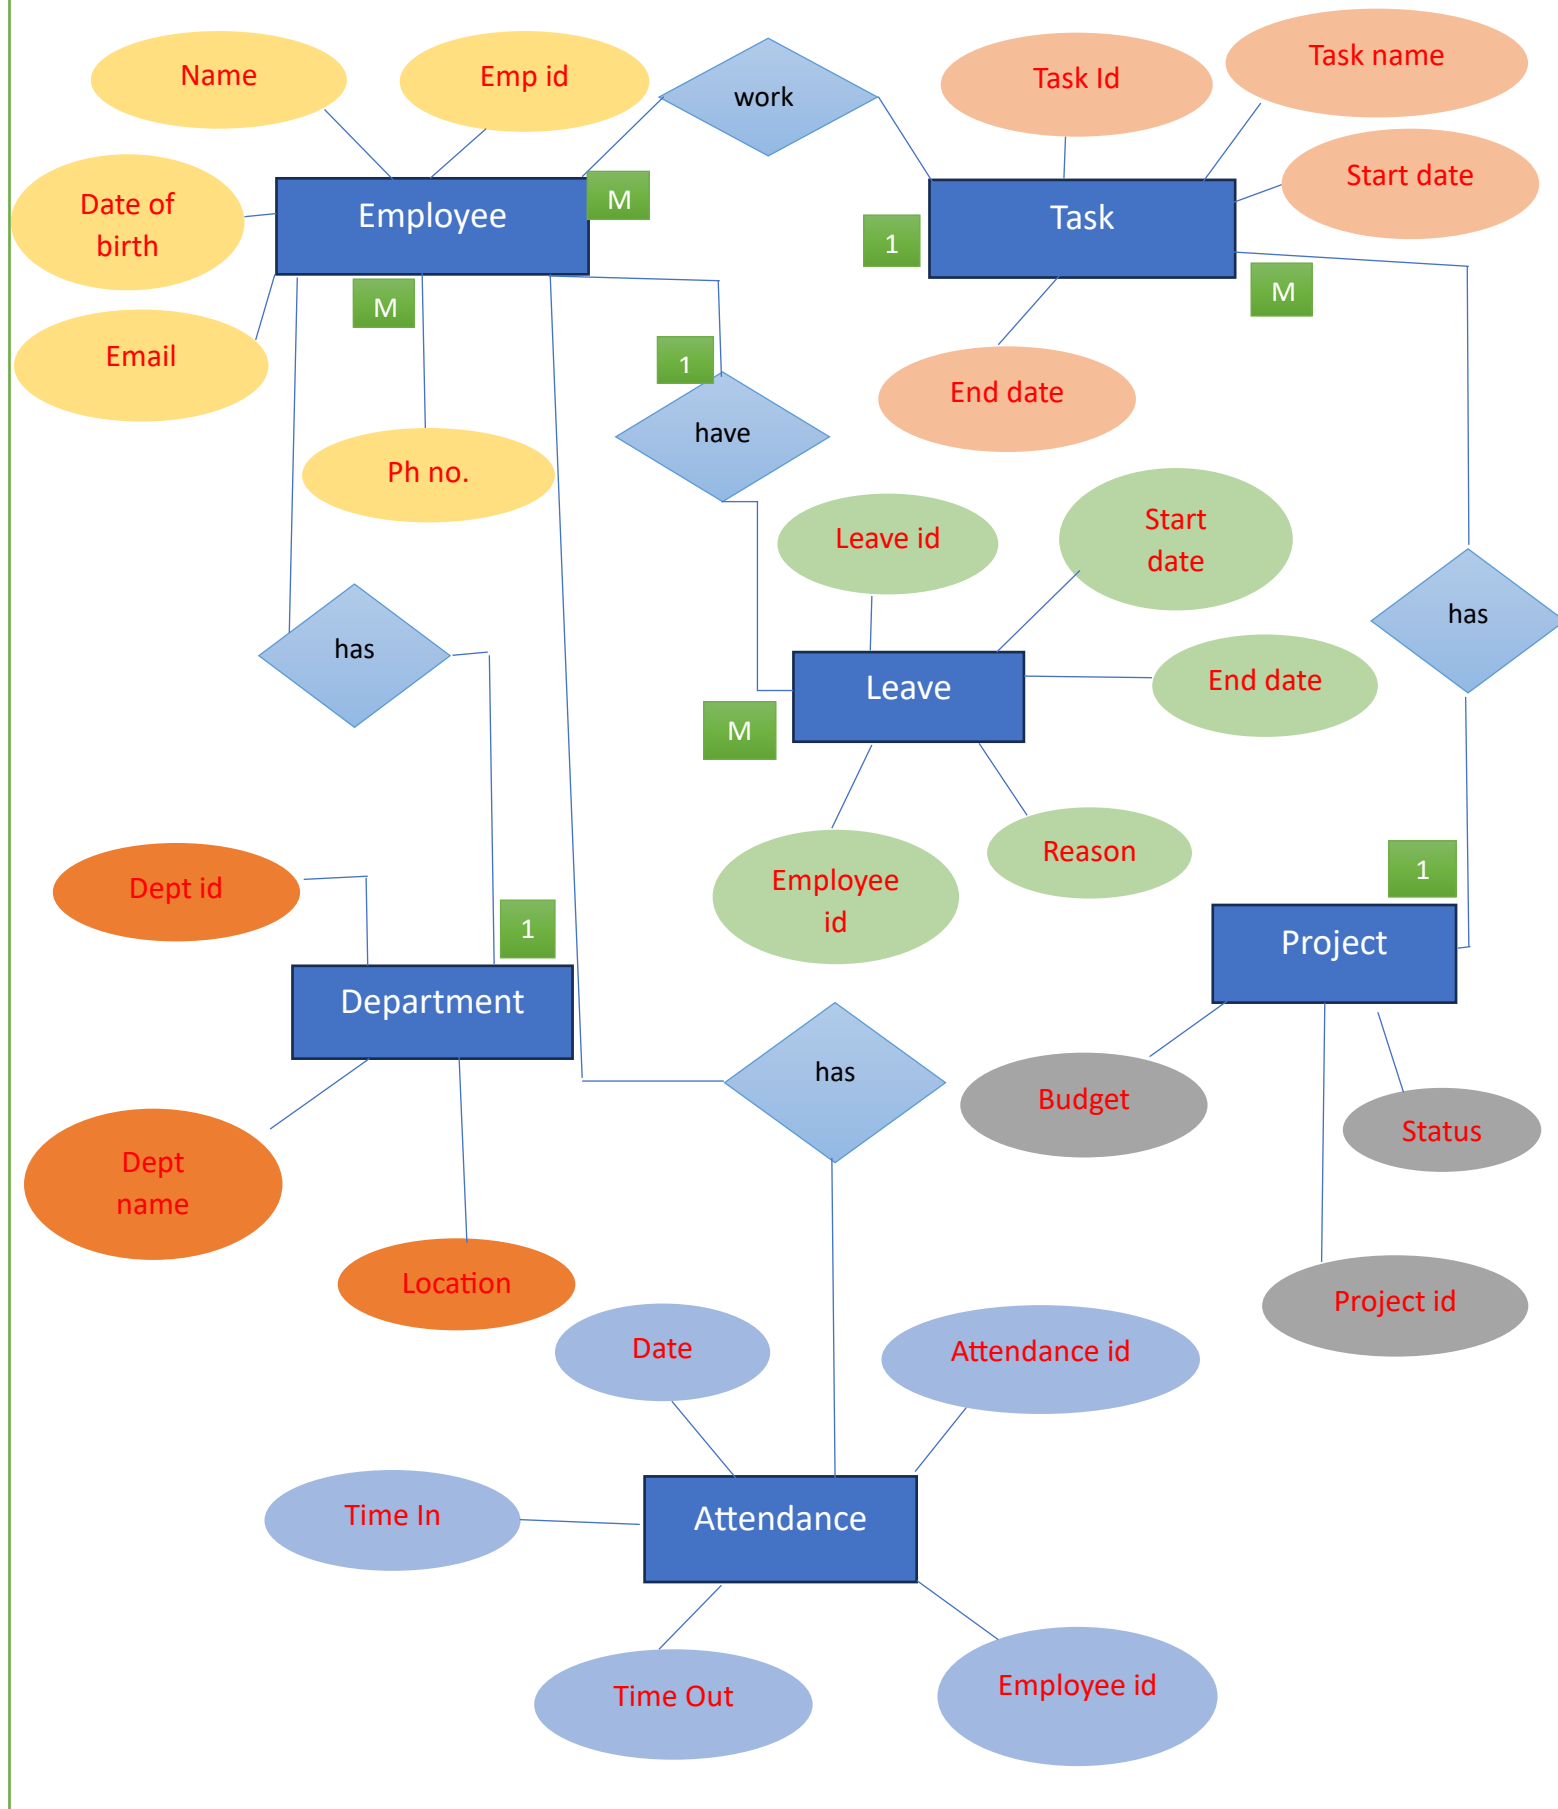 Name
Emp id
work
Task Id
Task name
Date of
birth
Employee
M
Task
1
Start date
M
M
Email
1
End date
have
Ph no.
Leave id
Start
date
has
has
Leave
End date
M
Employee
id
Reason
1
Dept id
1
Project
Department
has
Budget
Status
Dept
name
Location
Project id
Date
Attendance id
Time In
Attendance
Time Out
Employee id